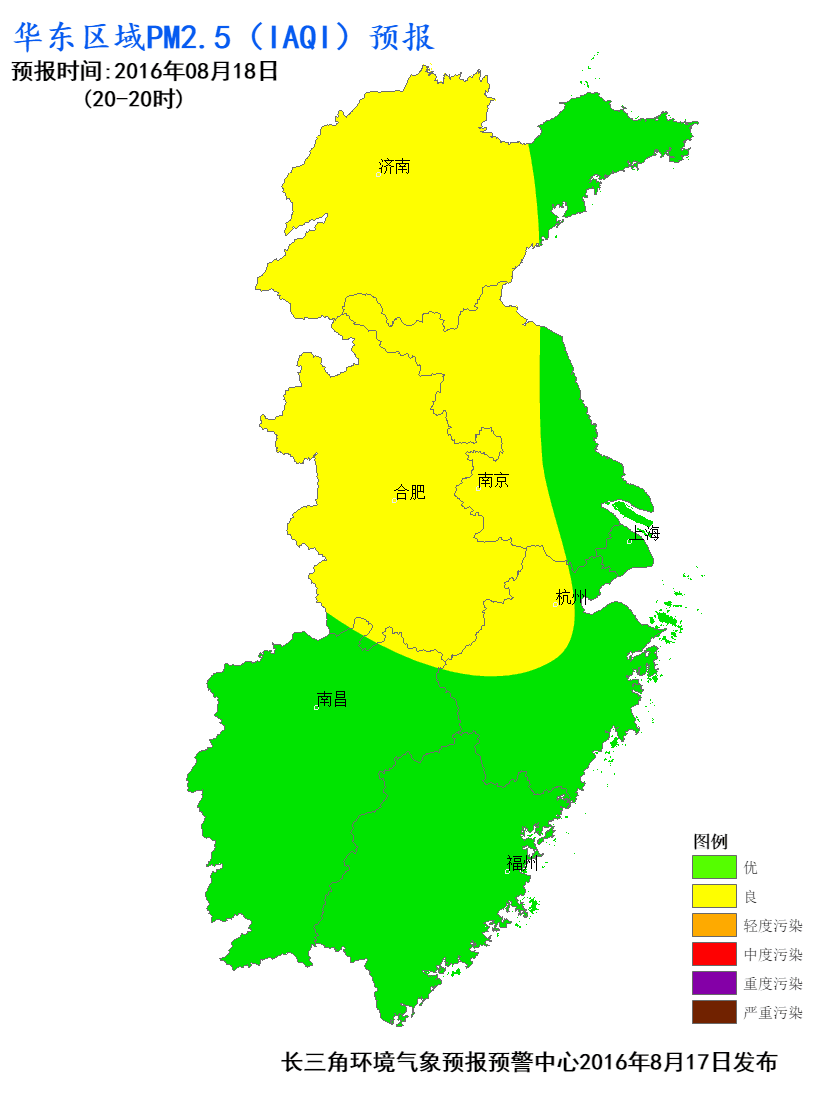 华东区域PM2.5（IAQI）预报
预报时间:2016年08月18日
(20-20时)
济南
南京
合肥
上海
杭州
南昌
福州
图例
优
良
轻度污染
中度污染
重度污染
严重污染
长三角环境气象预报预警中心2016年8月17日发布